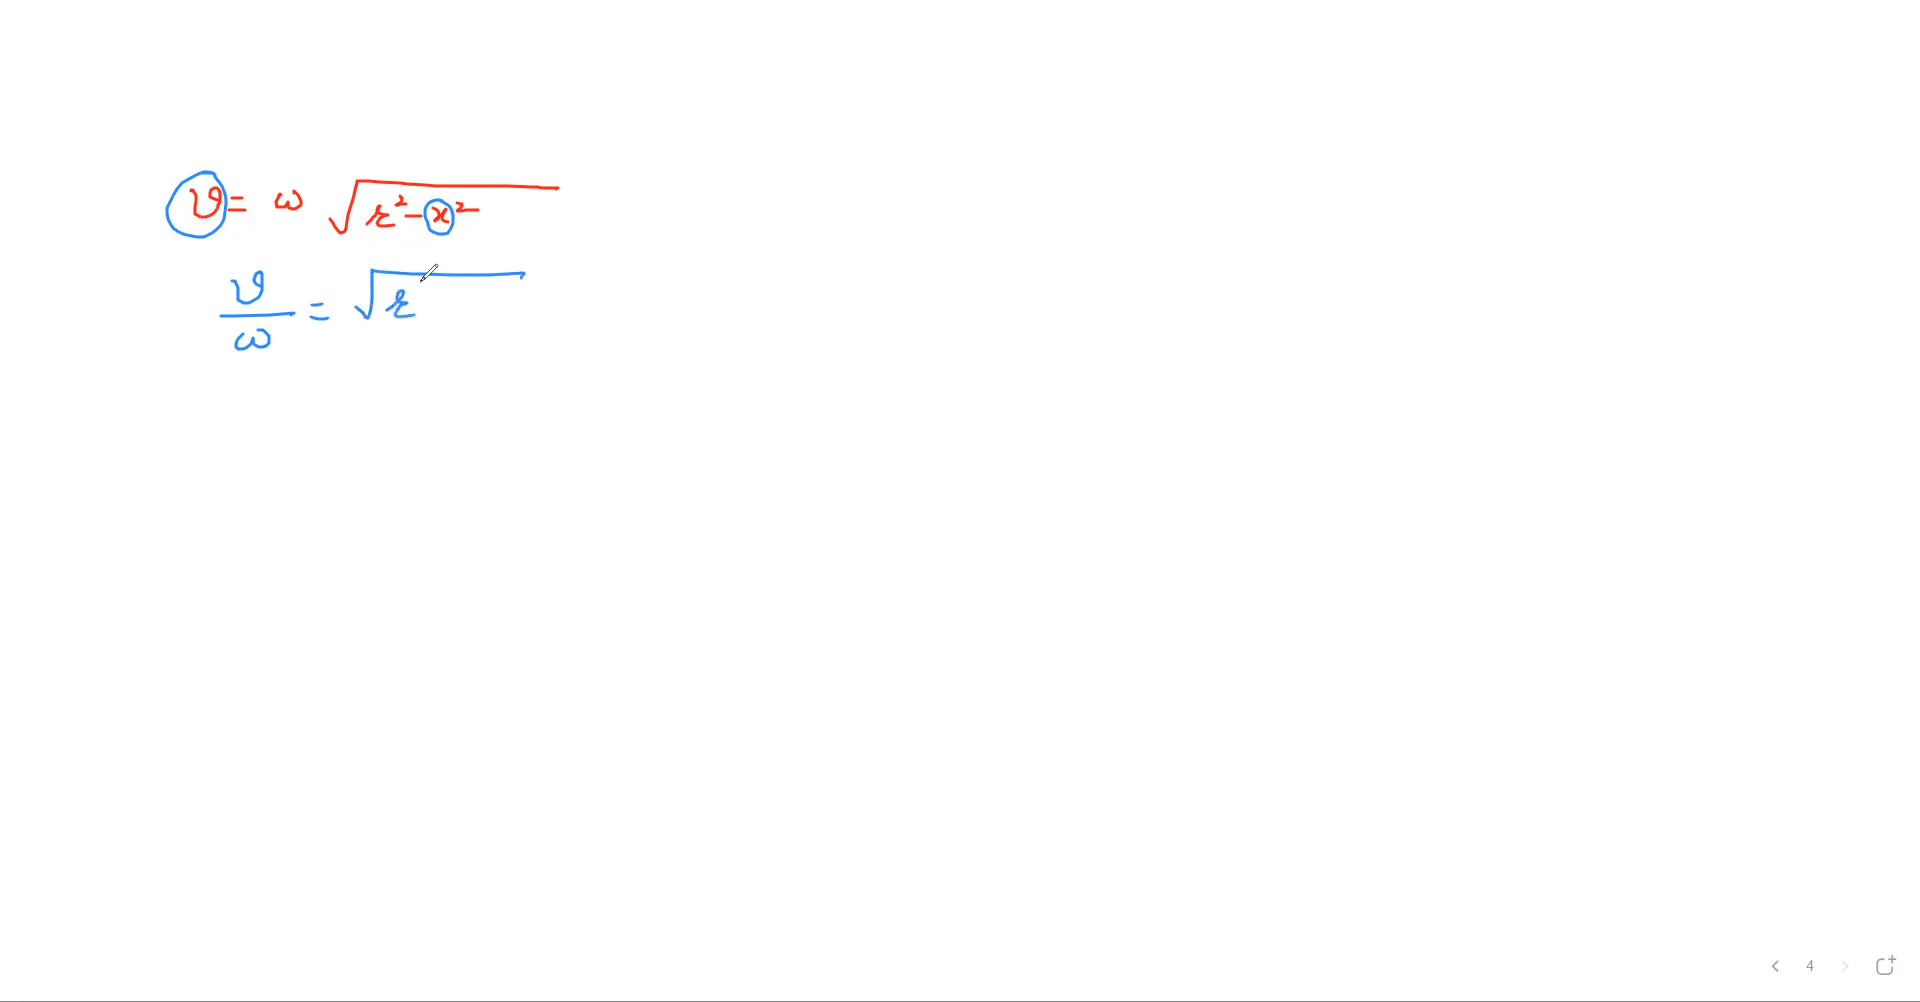 v = ω √(r² - x²)
v/ω = √r
4